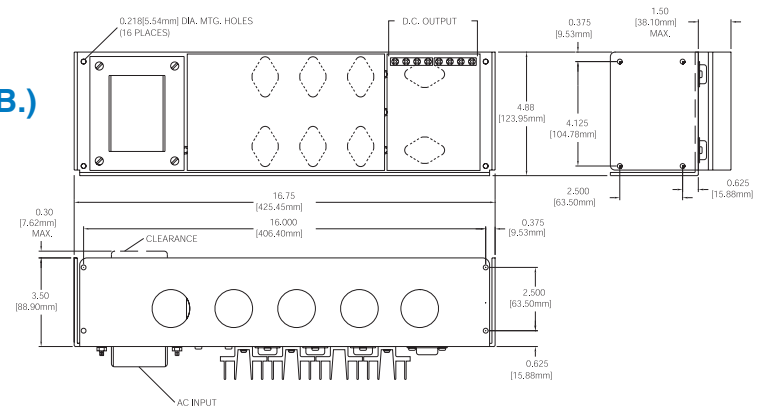 0.218[5.54mm] DIA. MTG. HOLES
(16 PLACES)
D.C. OUTPUT
0.375
[9.53mm]
1.50
[38.10mm]
MAX.
B.)
4.88
[123.95mm]
4.125
[104.78mm]
2.500
[63.50mm]
0.625
[15.88mm]
16.75
[425.45mm]
0.30
[7.62mm]
MAX.
16.000
[406.40mm]
0.375
[9.53mm]
CLEARANCE
3.50
[88.90mm]
2.500
[63.50mm]
0.625
[15.88mm]
AC INPUT